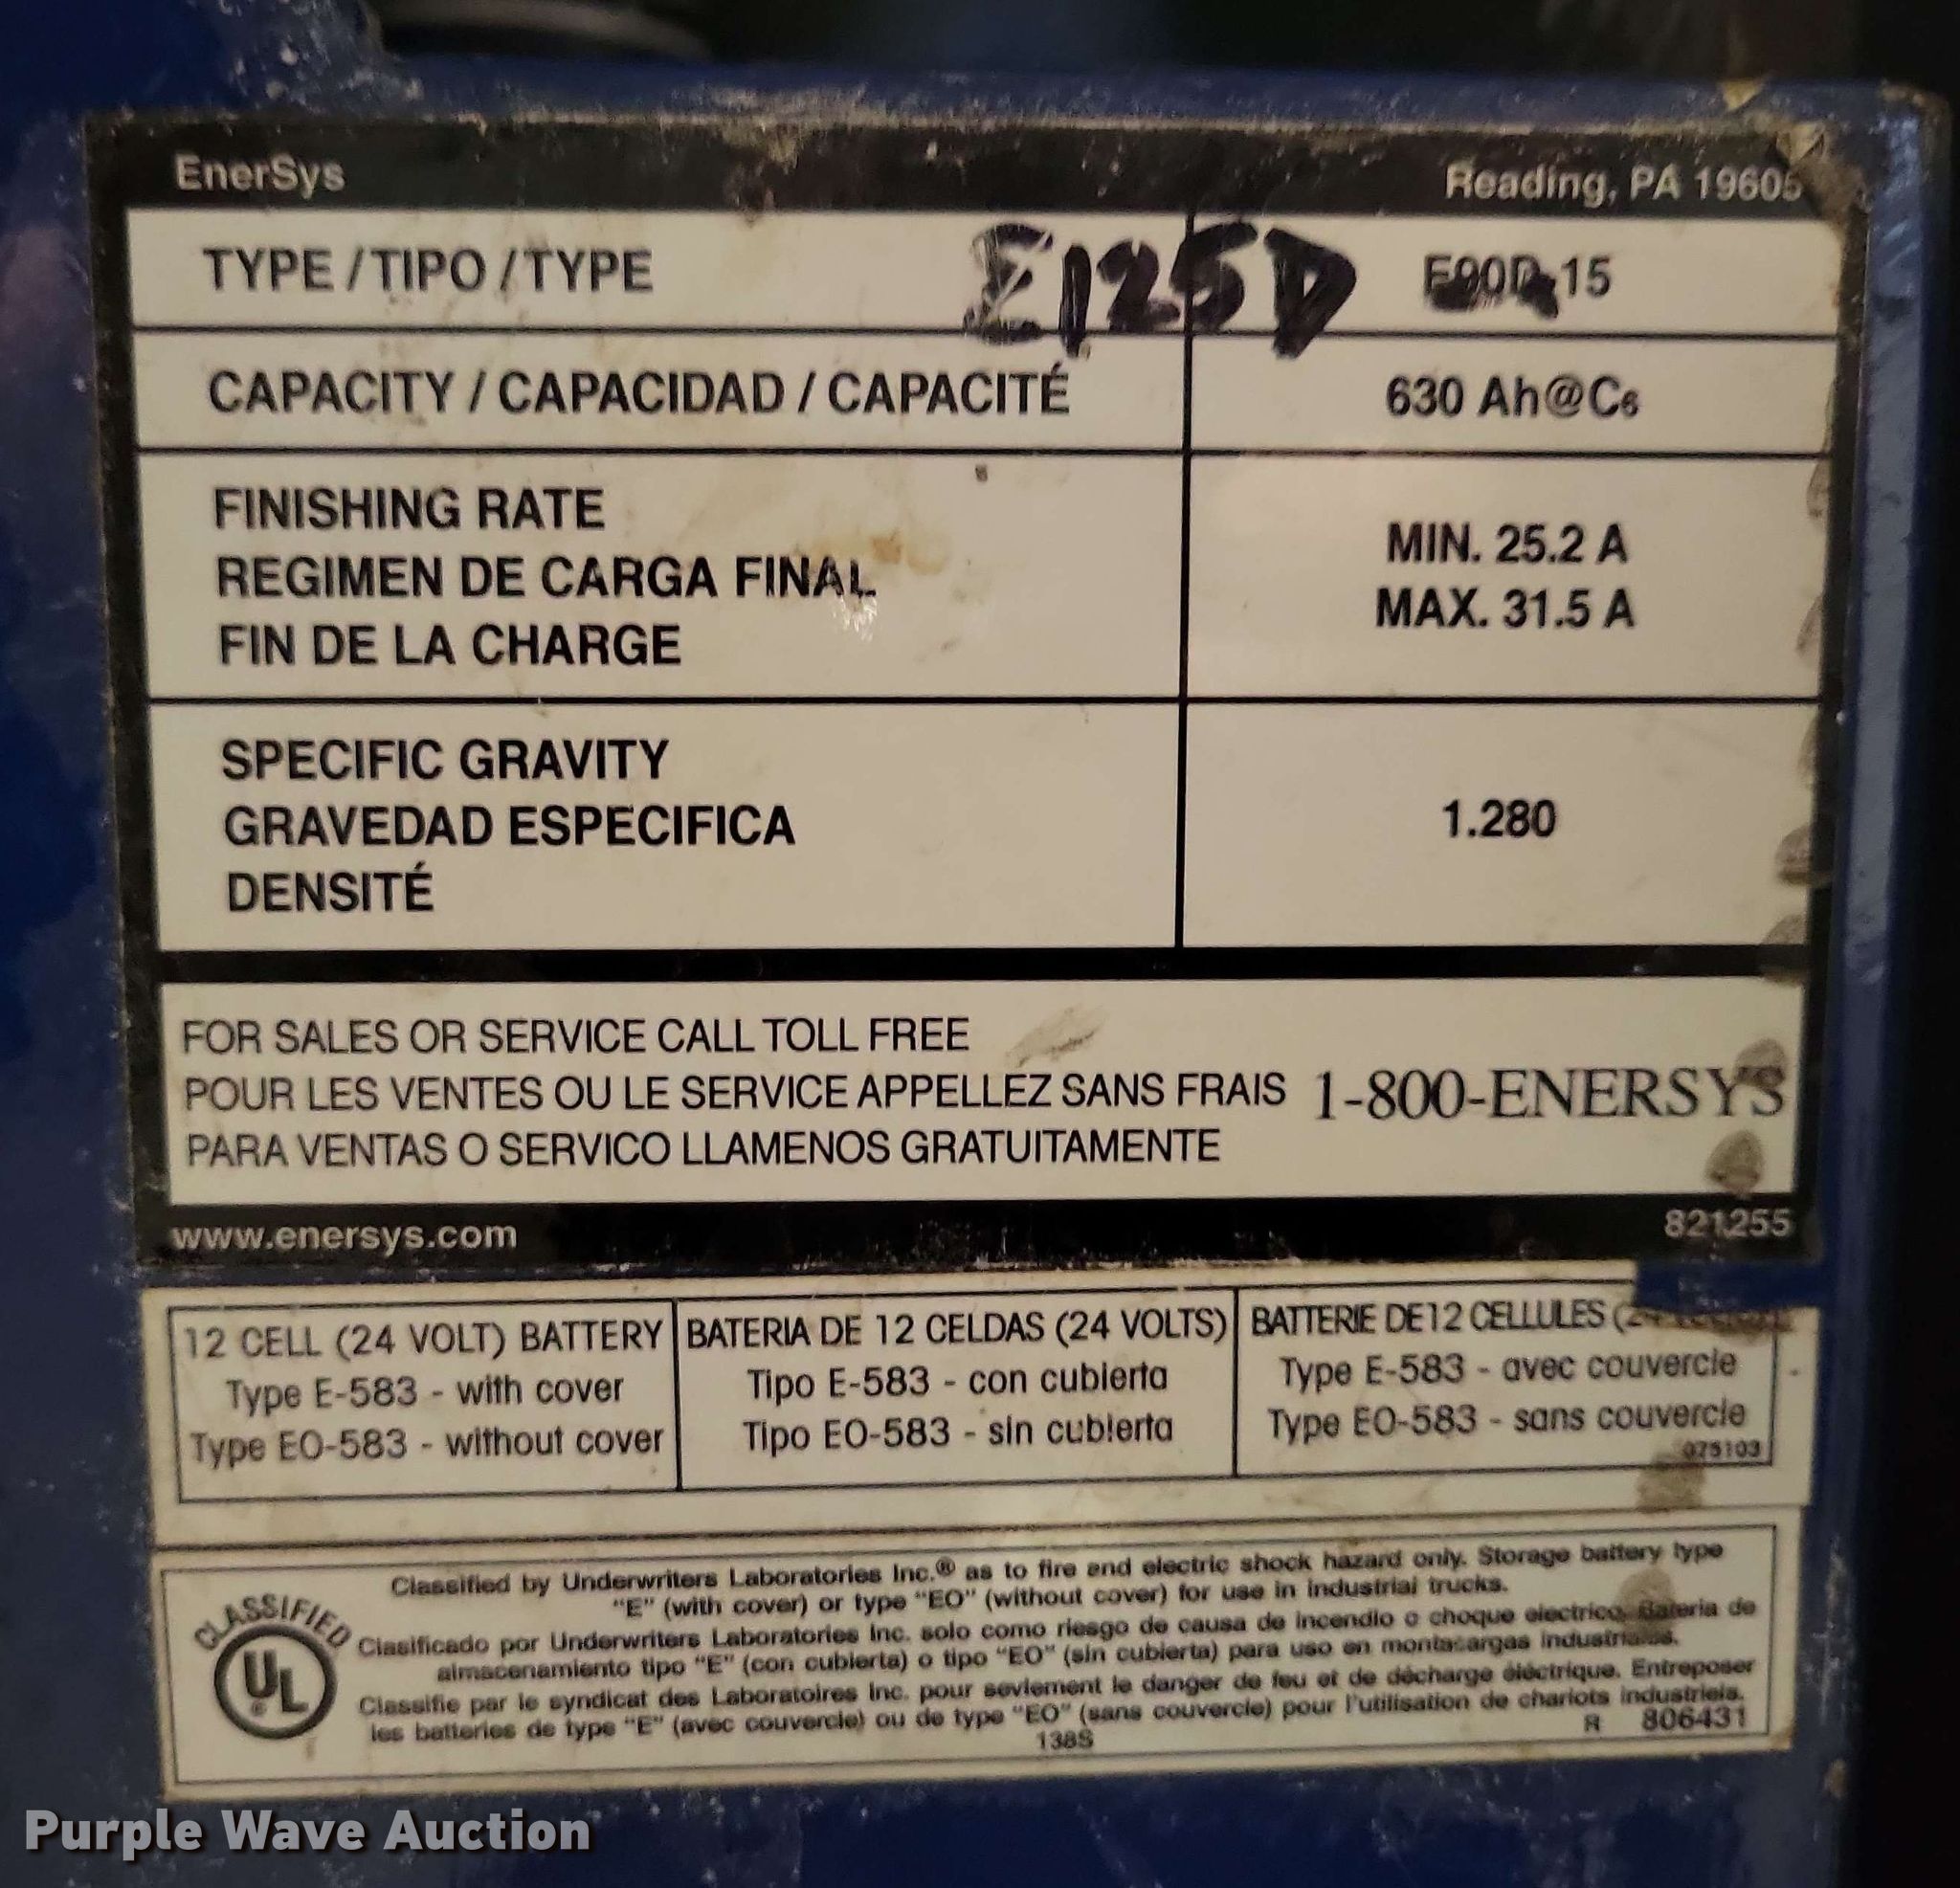 EnerSys
Reading, PA 19605
TYPE / TIPO / TYPE
E125D
E90D-15
CAPACITY / CAPACIDAD / CAPACITÉ
630 Ah@C6
FINISHING RATE
REGIMEN DE CARGA FINAL
FIN DE LA CHARGE
MIN. 25.2 A
MAX. 31.5 A
SPECIFIC GRAVITY
GRAVEDAD ESPECIFICA
DENSITÉ
1.280
FOR SALES OR SERVICE CALL TOLL FREE
POUR LES VENTES OU LE SERVICE APPELLEZ SANS FRAIS
PARA VENTAS O SERVICO LLAMENOS GRATUITAMENTE
1-800-ENERSYS
www.enersys.com
821255
12 CELL (24 VOLT) BATTERY
Type E-583 - with cover
Type EO-583 - without cover
BATERIA DE 12 CELDAS (24 VOLTS)
Tipo E-583 - con cubierta
Tipo EO-583 - sin cubierta
BATTERIE DE 12 CELLULES
Type E-583 - avec couvercle
Type EO-583 - sans couvercle
075103
CLASSIFIED
UL
Classified by Underwriters Laboratories Inc.® as to fire and electric shock hazard only. Storage battery type
"E" (with cover) or type "EO" (without cover) for use in industrial trucks.
Clasificado por Underwriters Laboratories Inc. solo como riesgo de causa de incendio o choque electrico. Bateria de
almacenamiento tipo "E" (con cubierta) o tipo "EO" (sin cubierta) para uso en montacargas industriales.
Classifie par le syndicat des Laboratoires Inc. pour sevlement le danger de feu et de décharge éléctrique. Entreposer
les batteries de type "E" (avec couvercle) ou de type "EO" (sans couvercle) pour l'utilisation de chariots industriels.
138S
R 806431
Purple Wave Auction